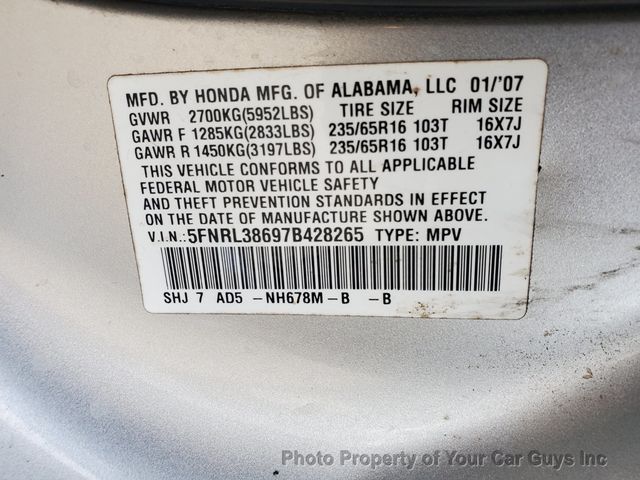 MFD. BY HONDA MFG. OF ALABAMA, LLC 01/'07
GVWR 2700KG(5952LBS) TIRE SIZE RIM SIZE
GAWR F 1285KG(2833LBS) 235/65R16 103T 16X7J
GAWR R 1450KG(3197LBS) 235/65R16 103T 16X7J
THIS VEHICLE CONFORMS TO ALL APPLICABLE
FEDERAL MOTOR VEHICLE SAFETY
AND THEFT PREVENTION STANDARDS IN EFFECT
ON THE DATE OF MANUFACTURE SHOWN ABOVE.
V.I.N.: 5FNRL38697B428265 TYPE: MPV
SHJ 7 AD5 -NH678M-B -B
Photo Property of Your Car Guys Inc